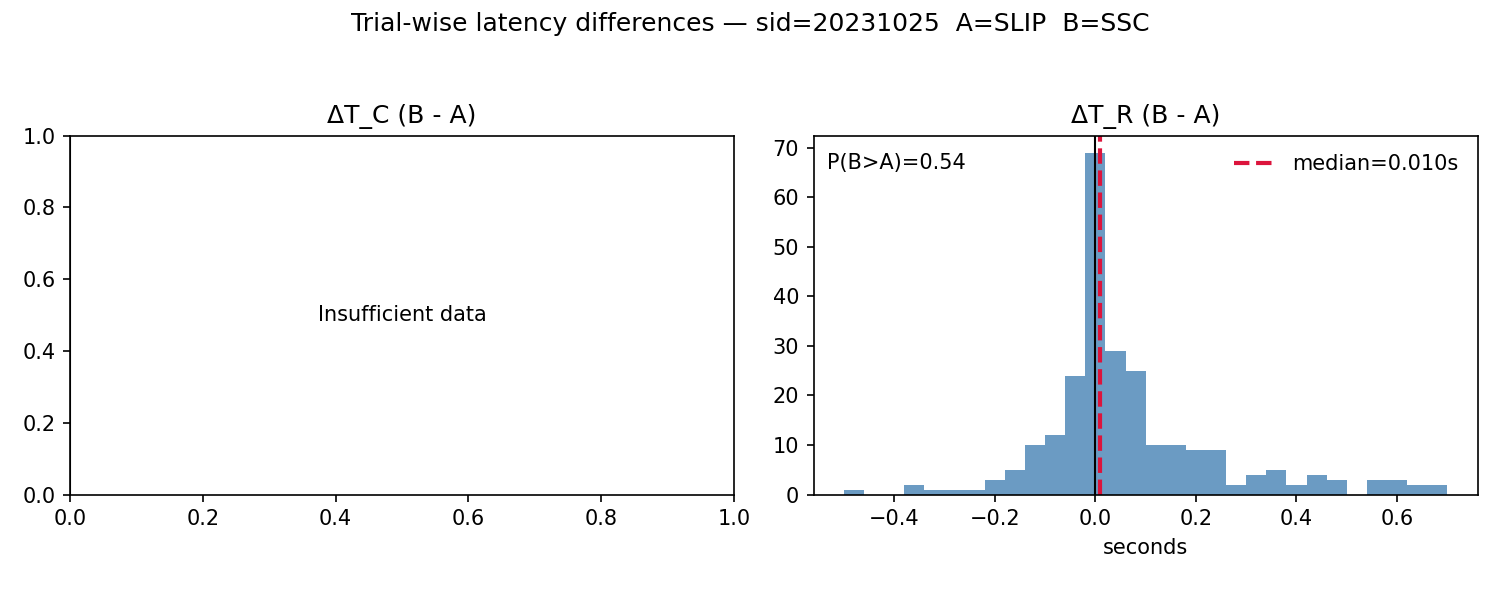 Trial-wise latency differences — sid=20231025  A=SLIP  B=SSC
ΔT_C (B - A)
1.0
0.8
0.6
0.4
0.2
0.0
Insufficient data
0.0 0.2 0.4 0.6 0.8 1.0
ΔT_R (B - A)
70
60
50
40
30
20
10
0
P(B>A)=0.54
median=0.010s
−0.4 −0.2 0.0 0.2 0.4 0.6
seconds